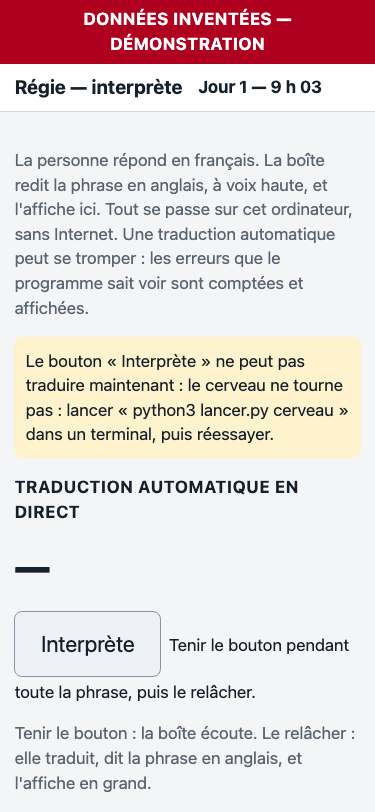 DONNÉES INVENTÉES —
DÉMONSTRATION
Régie — interprète Jour 1 — 9 h 03
La personne répond en français. La boîte
redit la phrase en anglais, à voix haute, et
l'affiche ici. Tout se passe sur cet ordinateur,
sans Internet. Une traduction automatique
peut se tromper : les erreurs que le
programme sait voir sont comptées et
affichées.
Le bouton « Interprète » ne peut pas
traduire maintenant : le cerveau ne tourne
pas : lancer « python3 lancer.py cerveau »
dans un terminal, puis réessayer.
TRADUCTION AUTOMATIQUE EN
DIRECT
—
Interprète Tenir le bouton pendant
toute la phrase, puis le relâcher.
Tenir le bouton : la boîte écoute. Le relâcher :
elle traduit, dit la phrase en anglais, et
l'affiche en grand.